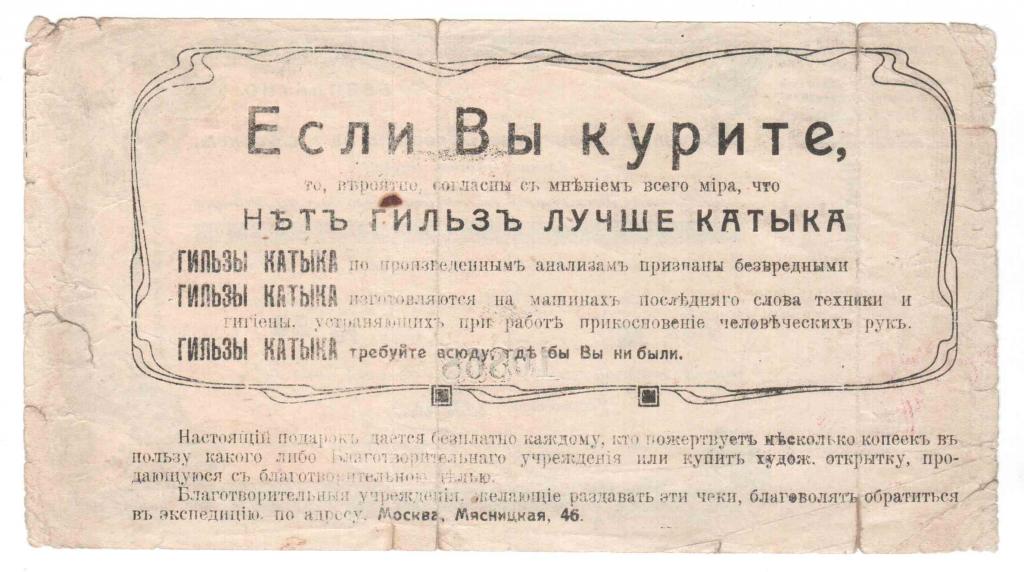 Если Вы курите,
то, вѣроятно, согласны съ мнѣніемъ всего міра, что
НѢТЪ ГИЛЬЗЪ ЛУЧШЕ КАТЫКА
ГИЛЬЗЫ КАТЫКА по произведеннымъ анализамъ признаны безвредными
ГИЛЬЗЫ КАТЫКА изготовляются на машинахъ послѣдняго слова техники и
гигіены, устраняющихъ при работѣ прикосновеніе человѣческихъ рукъ.
ГИЛЬЗЫ КАТЫКА требуйте всюду, гдѣ бы Вы ни были.
Настоящій подарокъ дается безплатно каждому, кто пожертвуетъ нѣсколько копеекъ въ
пользу какого либо Благотворительнаго учрежденія или купитъ худож. открытку, про-
дающуюся съ благотворительною цѣлью.
Благотворительныя учрежденія, желающіе раздавать эти чеки, благоволятъ обратиться
въ экспедицію, по адресу. Москва, Мясницкая, 46.